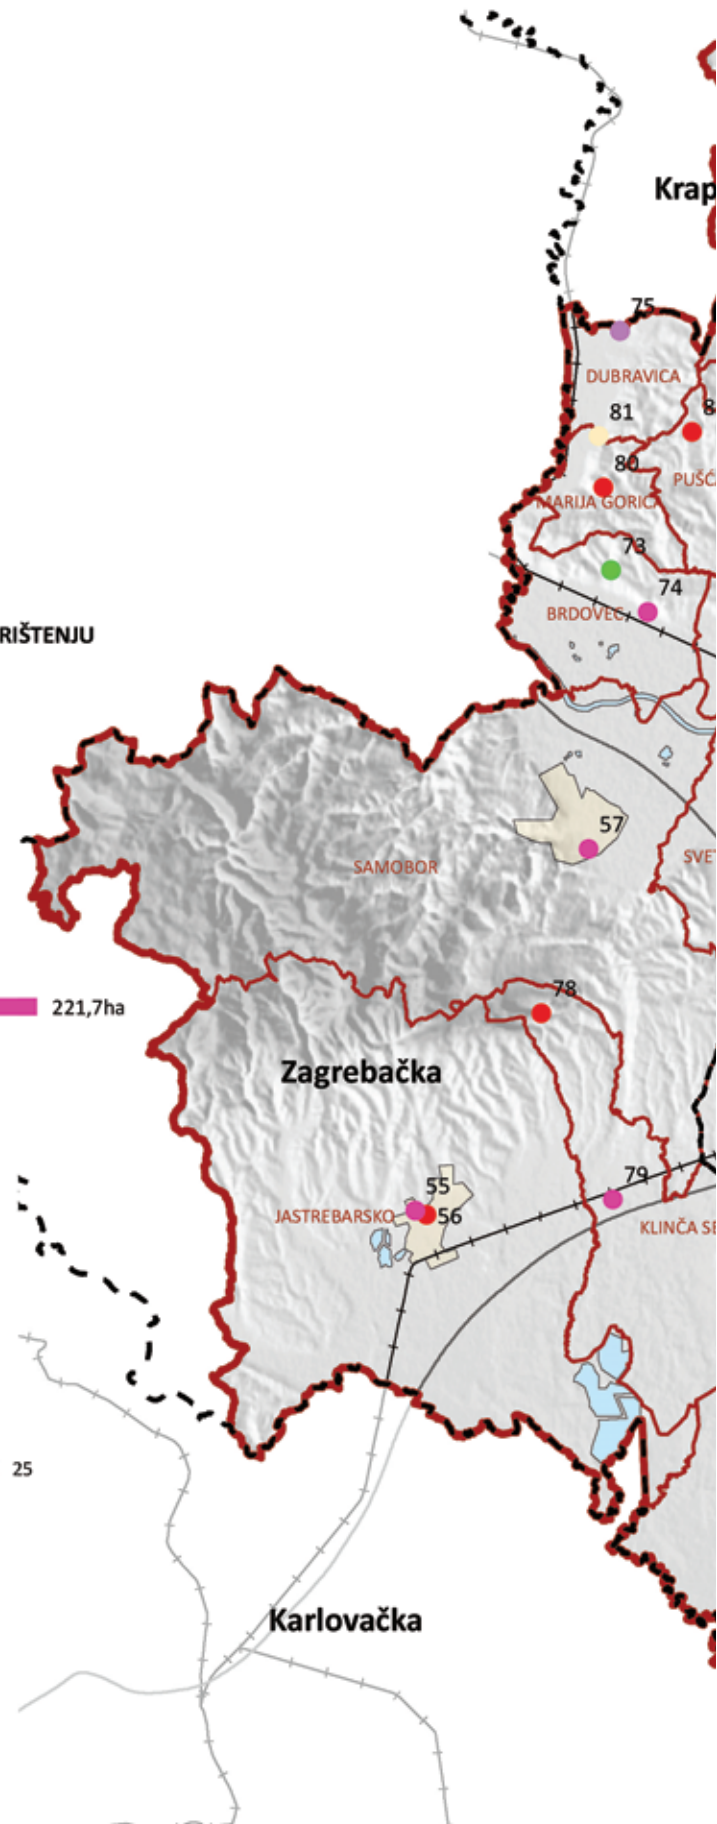 Krap
75
DUBRAVICA
81
8
80
PUŠĆ
MARIJA GORICA
73
74
BRDOVEC
RIŠTENJU
57
SVET
SAMOBOR
78
221,7ha
Zagrebačka
79
55
JASTREBARSKO
56
KLINČA SE
25
Karlovačka